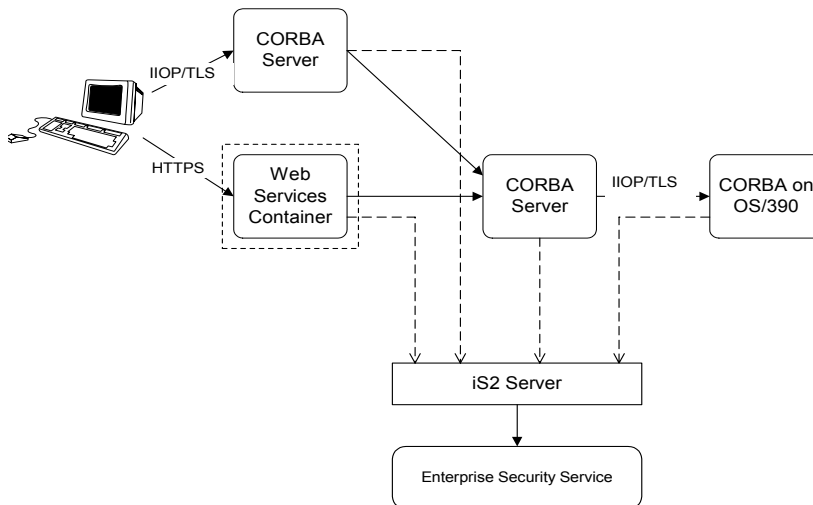 CORBA
Server
IIOP/TLS
HTTPS
Web
Services
Container
CORBA
Server
IIOP/TLS
CORBA on
OS/390
iS2 Server
Enterprise Security Service